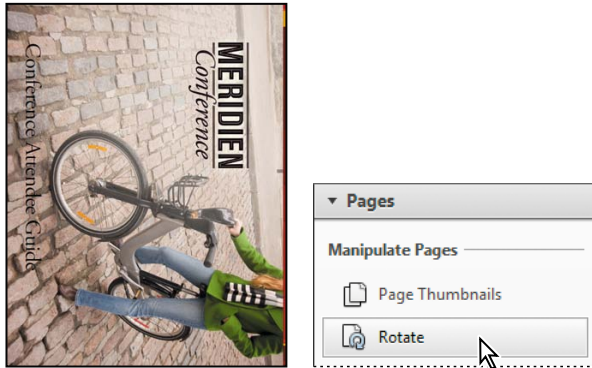 MERIDIEN
Conference
Conference Attendee Guide
Pages
Manipulate Pages
Page Thumbnails
Rotate